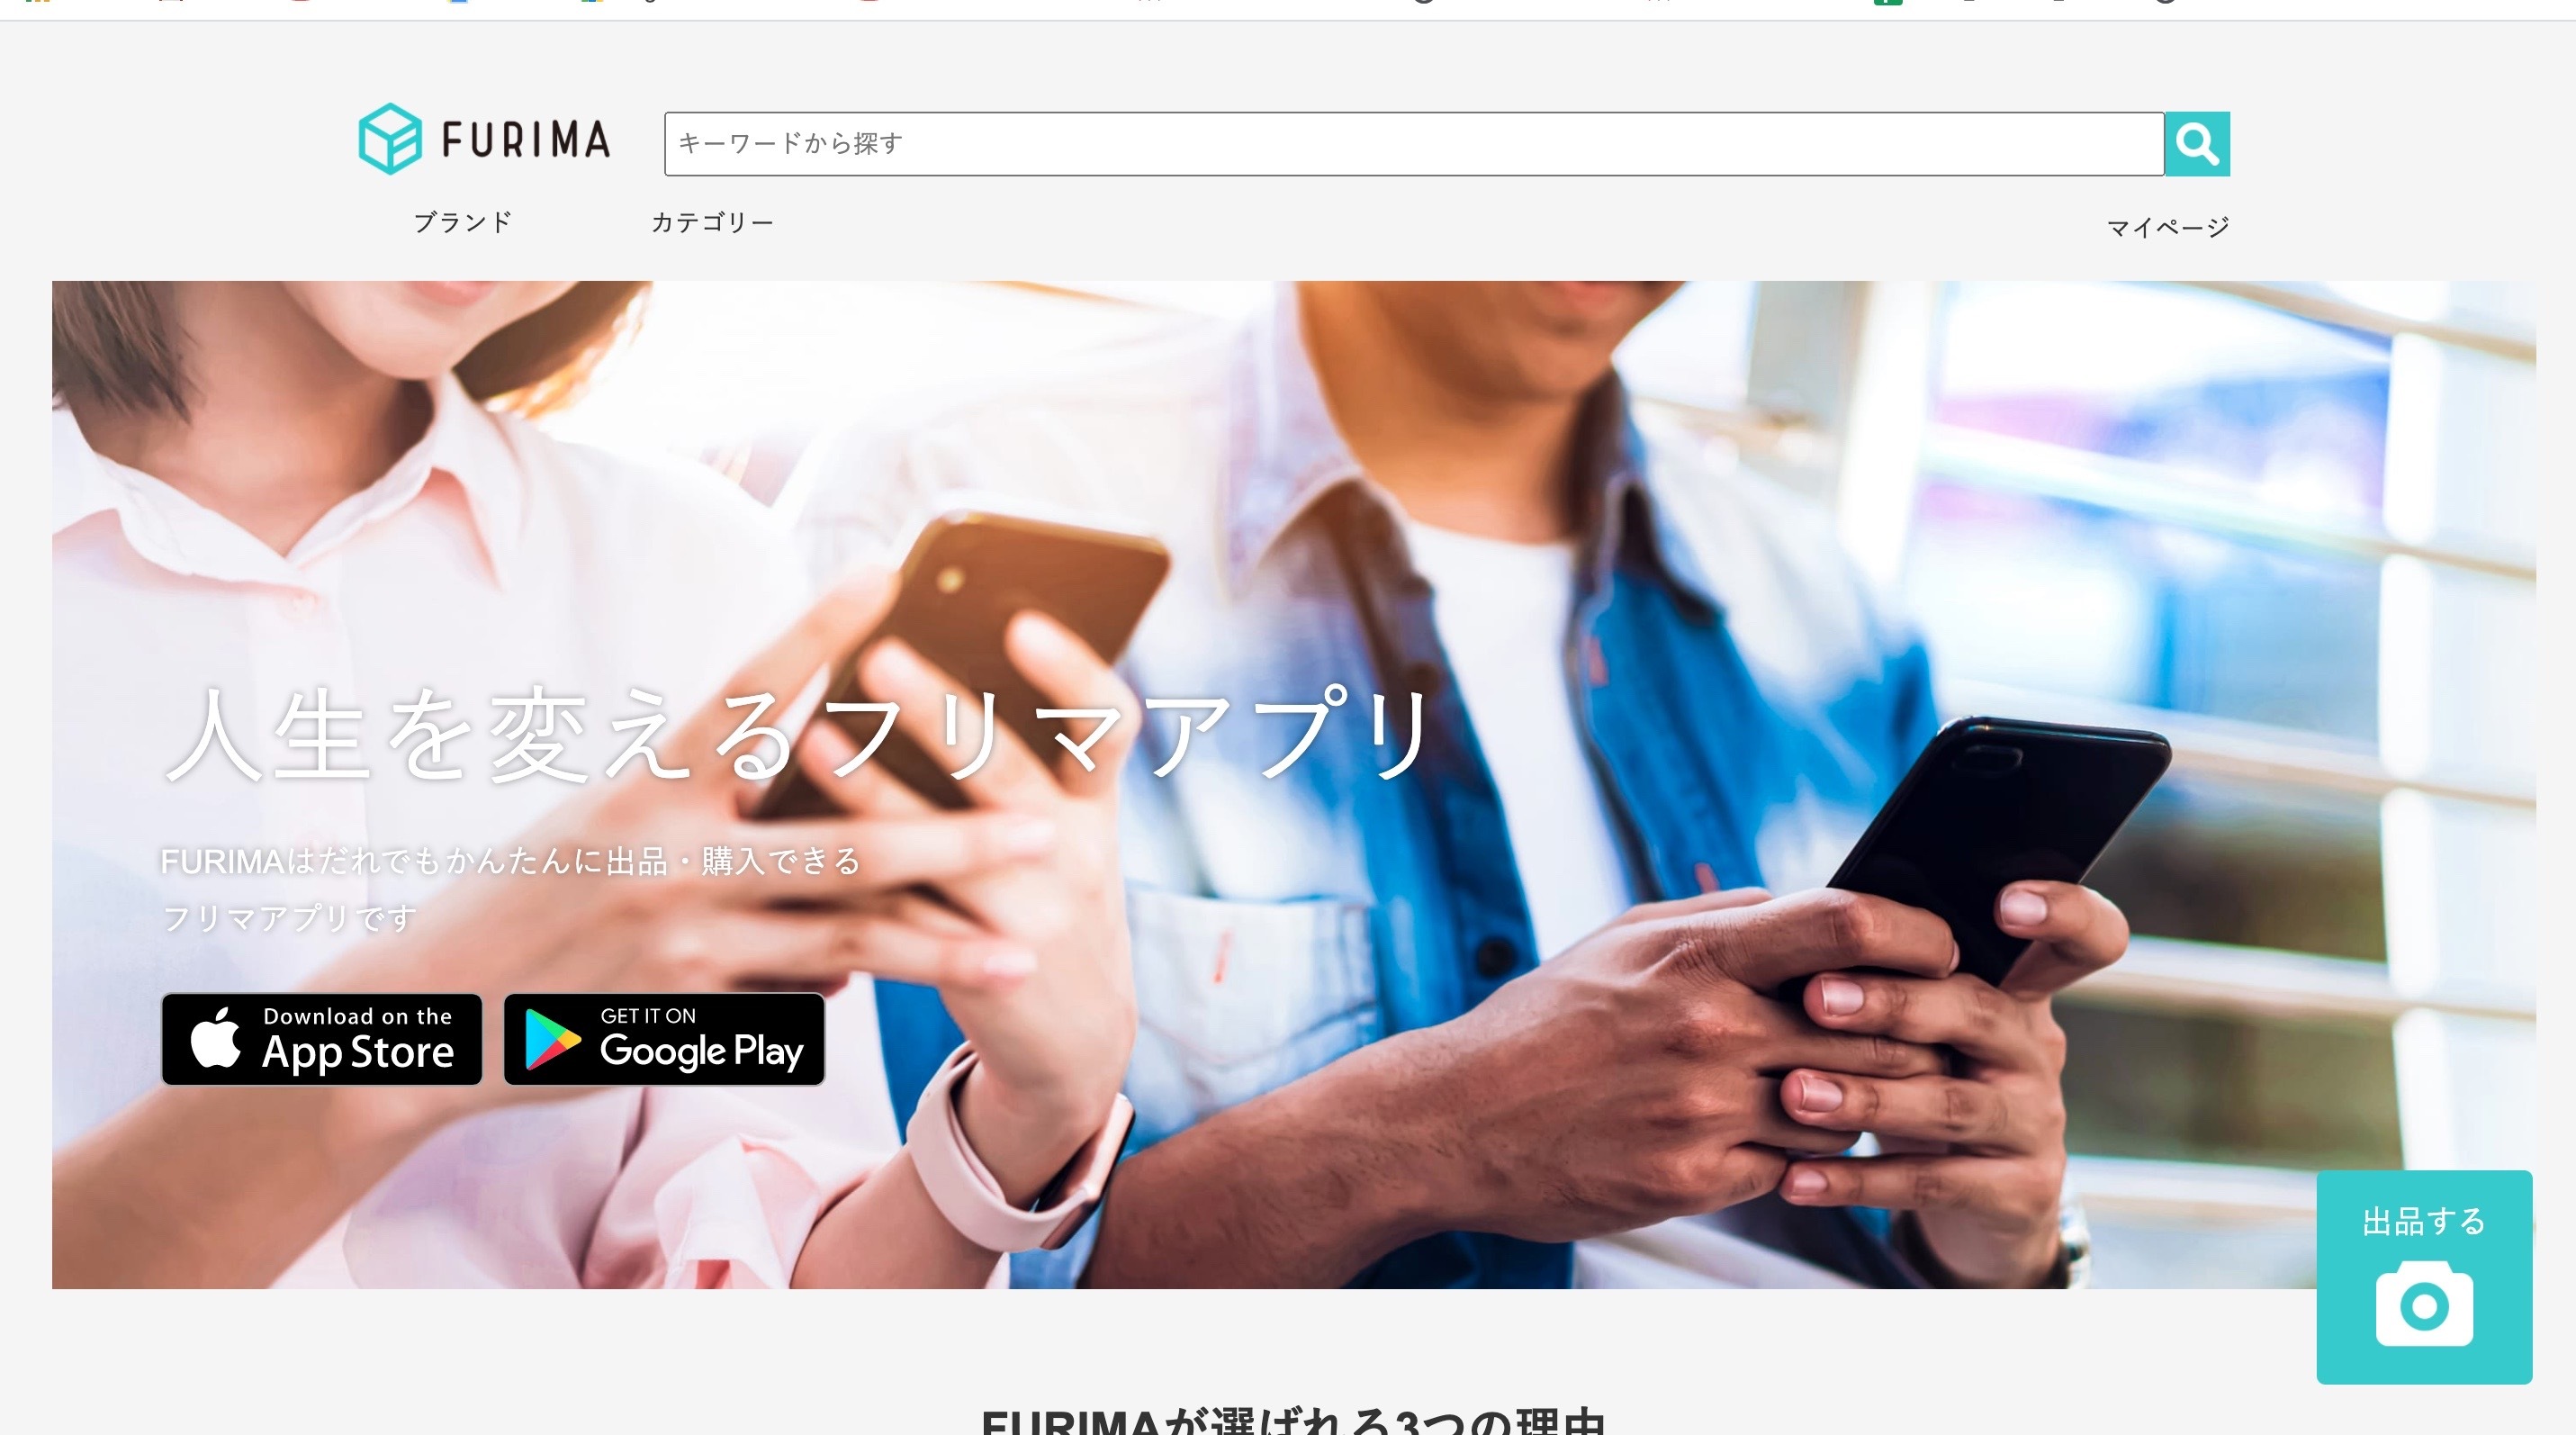 FURIMA
キーワードから探す
ブランド
カテゴリー
マイページ
人生を変えるフリマアプリ
FURIMAはだれでもかんたんに出品・購入できる
フリマアプリです
Download on the
App Store
GET IT ON
Google Play
出品する
FURIMAが選ばれる3つの理由